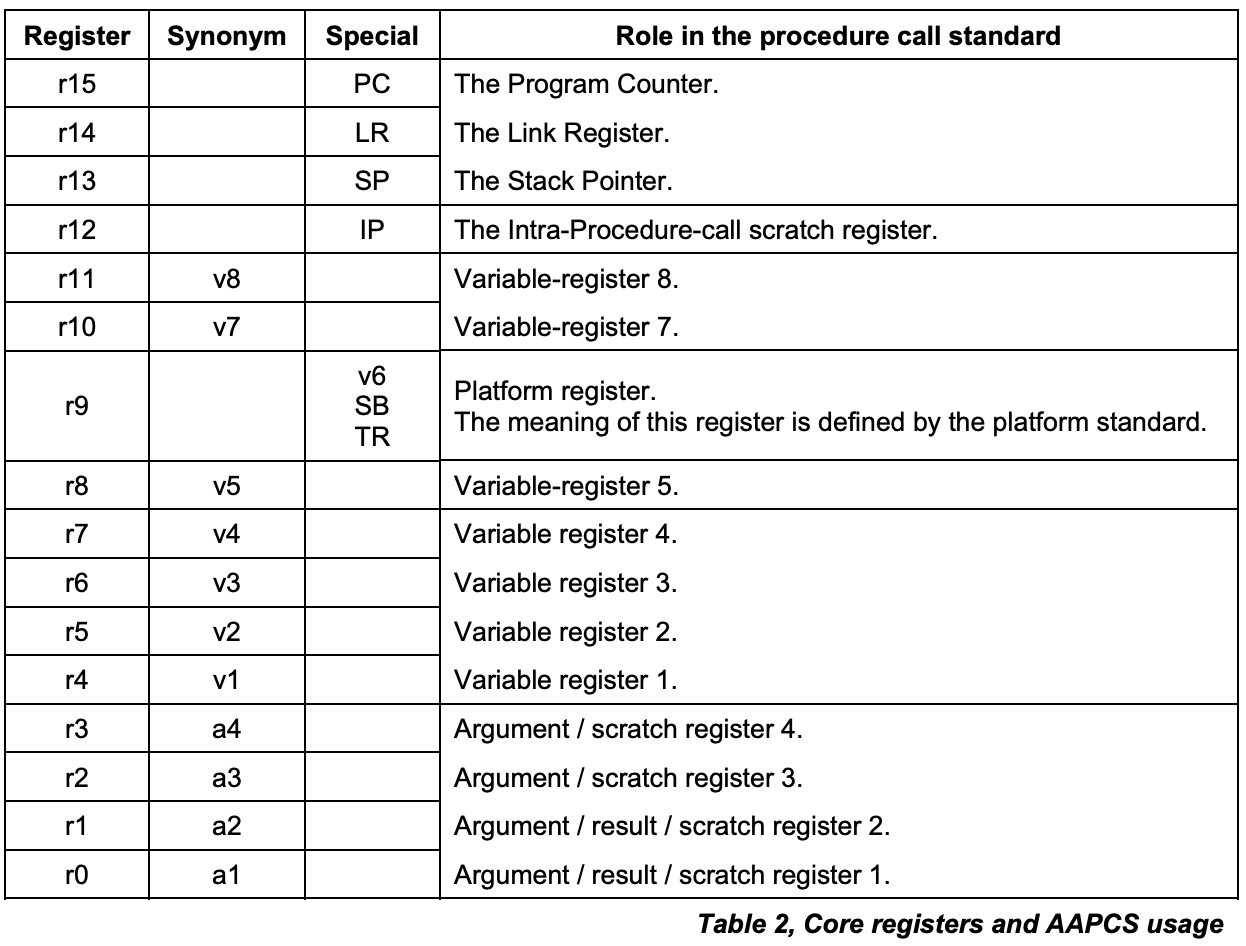 Register Synonym Special Role in the procedure call standard
r15 PC The Program Counter.
r14 LR The Link Register.
r13 SP The Stack Pointer.
r12 IP The Intra-Procedure-call scratch register.
r11 v8 Variable-register 8.
r10 v7 Variable-register 7.
r9 v6 SB TR Platform register.
The meaning of this register is defined by the platform standard.
r8 v5 Variable-register 5.
r7 v4 Variable register 4.
r6 v3 Variable register 3.
r5 v2 Variable register 2.
r4 v1 Variable register 1.
r3 a4 Argument / scratch register 4.
r2 a3 Argument / scratch register 3.
r1 a2 Argument / result / scratch register 2.
r0 a1 Argument / result / scratch register 1.
Table 2, Core registers and AAPCS usage